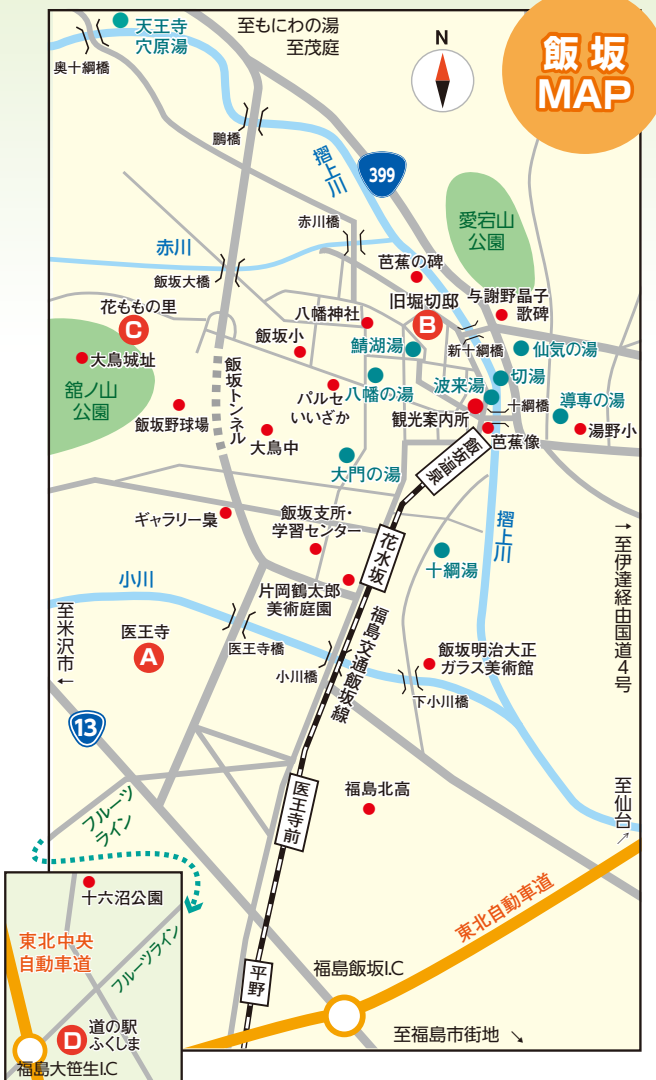 飯坂
MAP
至もにわの湯
至茂庭
天王寺
穴原湯
奥十綱橋
N
鵬橋
摺上川
399
赤川橋
愛宕山
公園
赤川
飯坂大橋
芭蕉の碑
花ももの里
C
八幡神社
旧堀切邸
B
与謝野晶子
歌碑
飯坂小
鯖湖湯
新十綱橋
仙気の湯
大鳥城址
舘ノ山
公園
飯坂トンネル
パルセ
いいざか
八幡の湯
波来湯
切湯
十綱橋
導専の湯
飯坂野球場
大鳥中
観光案内所
芭蕉像
湯野小
飯坂温泉
大門の湯
ギャラリー梟
飯坂支所・
学習センター
花水坂
十綱湯
摺上川
→至伊達経由国道4号
小川
片岡鶴太郎
美術庭園
至米沢市←
医王寺
A
医王寺橋
小川橋
福島交通飯坂線
飯坂明治大正
ガラス美術館
下小川橋
13
医王寺前
福島北高
至仙台→
フルーツ
ライン
十六沼公園
東北中央
自動車道
フルーツライン
東北自動車道
平野
福島飯坂I.C
D
道の駅
ふくしま
福島大笹生I.C
至福島市街地 ↘